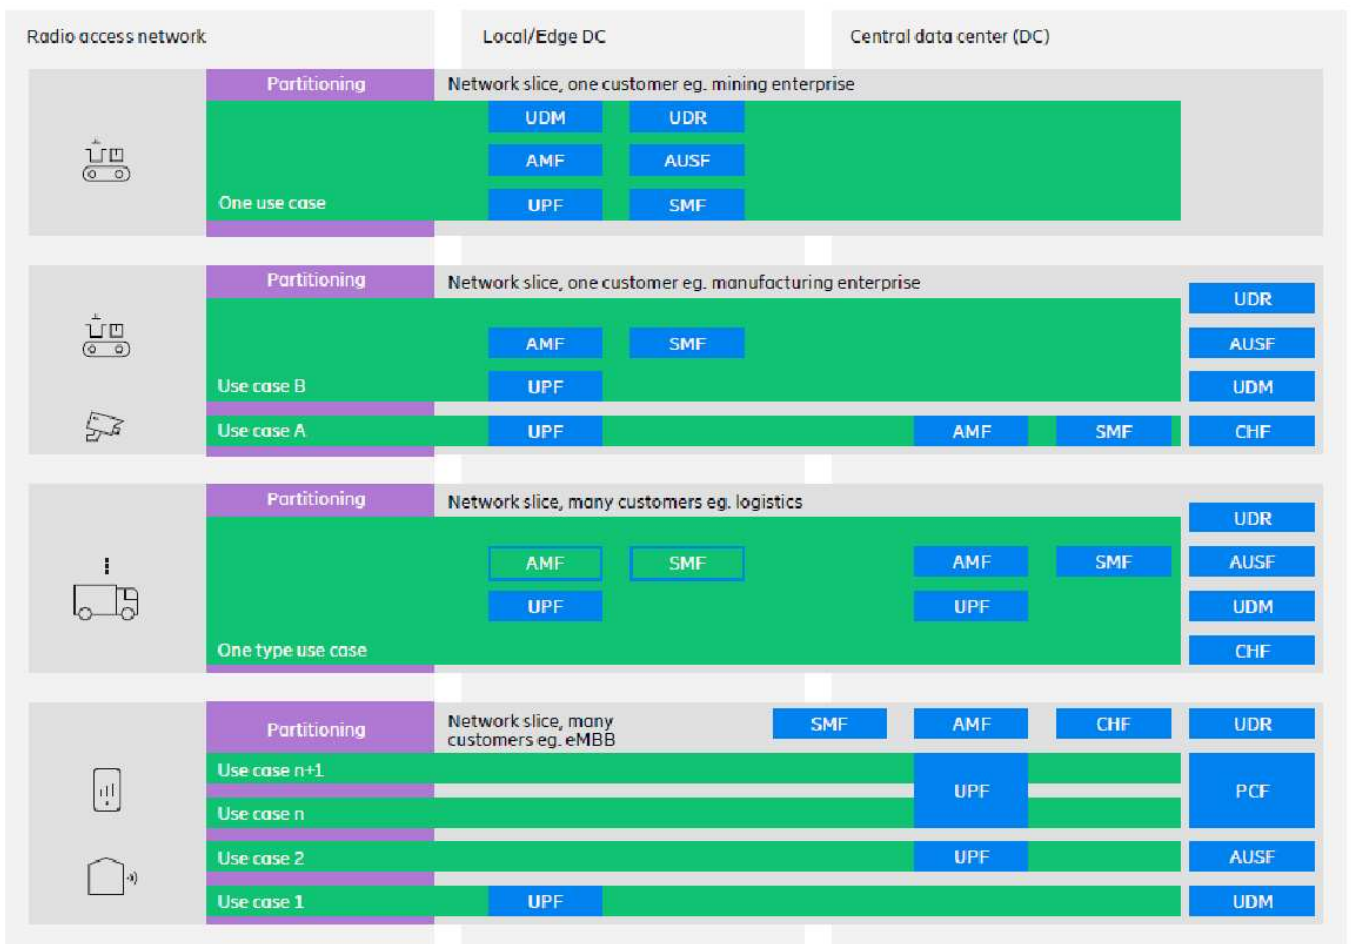 Radio access network
Local/Edge DC
Central data center (DC)
Partitioning
Network slice, one customer eg. mining enterprise
UDM
UDR
AMF
AUSF
One use case
UPF
SMF
Partitioning
Network slice, one customer eg. manufacturing enterprise
UDR
AMF
SMF
AUSF
Use case B
UPF
UDM
Use case A
UPF
AMF
SMF
CHF
Partitioning
Network slice, many customers eg. logistics
UDR
AMF
SMF
AMF
SMF
AUSF
UPF
UPF
UDM
One type use case
CHF
Partitioning
Network slice, many
customers eg. eMBB
SMF
AMF
CHF
UDR
Use case n+1
UPF
PCF
Use case n
Use case 2
UPF
AUSF
Use case 1
UPF
UDM